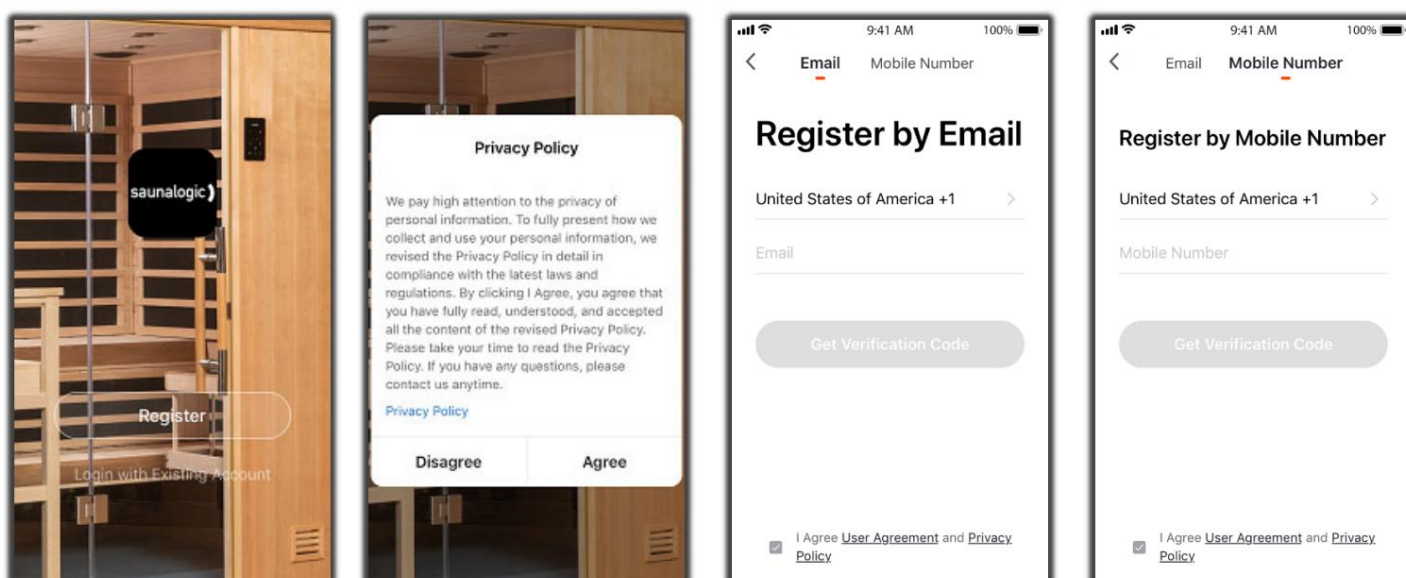 saunalogic
Register
Login with Existing Account
Privacy Policy
We pay high attention to the privacy of
personal information. To fully present how we
collect and use your personal information, we
revised the Privacy Policy in detail in
compliance with the latest laws and
regulations. By clicking I Agree, you agree that
you have fully read, understood, and accepted
all the content of the revised Privacy Policy.
Please take your time to read the Privacy
Policy. If you have any questions, please
contact us anytime.
Privacy Policy
Disagree Agree
9:41 AM 100%
Email Mobile Number
Register by Email
United States of America +1
Email
Get Verification Code
I Agree User Agreement and Privacy
Policy
9:41 AM 100%
Email Mobile Number
Register by Mobile Number
United States of America +1
Mobile Number
Get Verification Code
I Agree User Agreement and Privacy
Policy